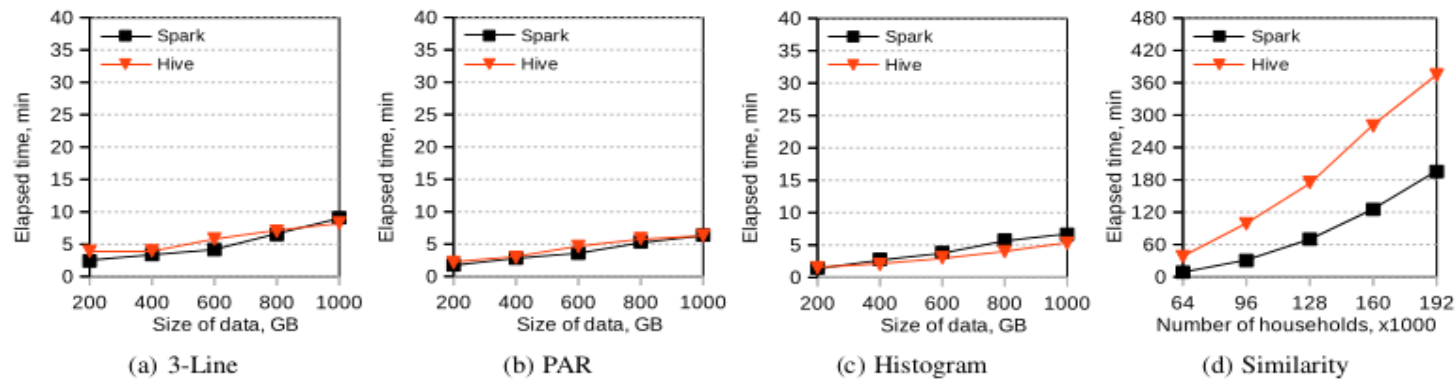 40
35
30
25
20
15
10
5
0
Elapsed time, min
Spark
Hive
200 400 600 800 1000
Size of data, GB
(a) 3-Line
40
35
30
25
20
15
10
5
0
Elapsed time, min
Spark
Hive
200 400 600 800 1000
Size of data, GB
(b) PAR
40
35
30
25
20
15
10
5
0
Elapsed time, min
Spark
Hive
200 400 600 800 1000
Size of data, GB
(c) Histogram
480
420
360
300
240
180
120
60
0
Elapsed time, min
Spark
Hive
64 96 128 160 192
Number of households, x1000
(d) Similarity